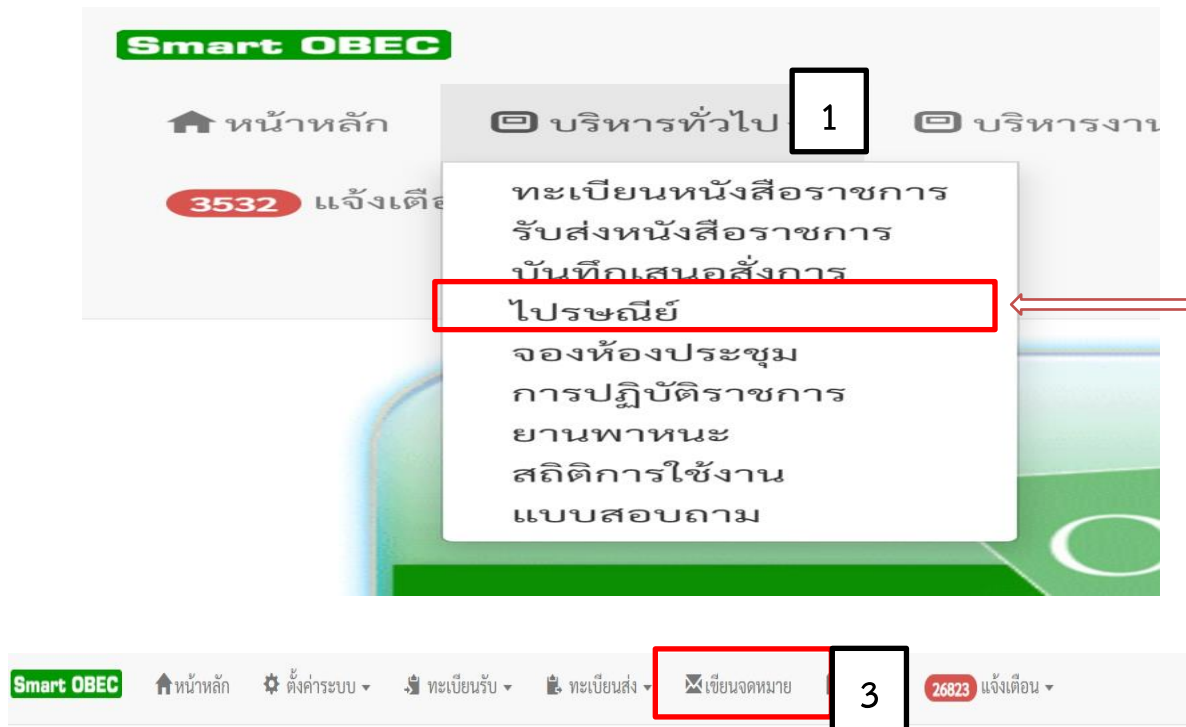 Smart OBEC
หน้าหลัก บริหารทั่วไป 1 บริหารงาน
3532 แจ้งเตือ
ทะเบียนหนังสือราชการ
รับส่งหนังสือราชการ
บันทึกเสนอสั่งการ
ไปรษณีย์
จองห้องประชุม
การปฏิบัติราชการ
ยานพาหนะ
สถิติการใช้งาน
แบบสอบถาม
Smart OBEC หน้าหลัก ตั้งค่าระบบ ทะเบียนรับ ทะเบียนส่ง เขียนจดหมาย 3 26823 แจ้งเตือน